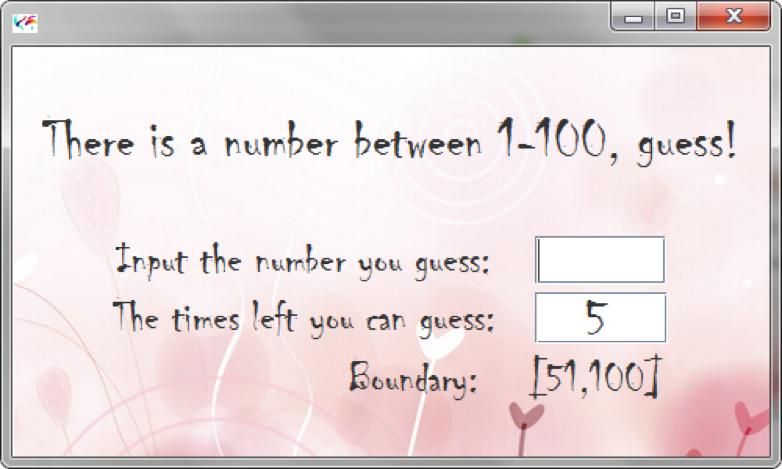 There is a number between 1-100, guess!
Input the number you guess:
The times left you can guess: 5
Boundary: [51,100]